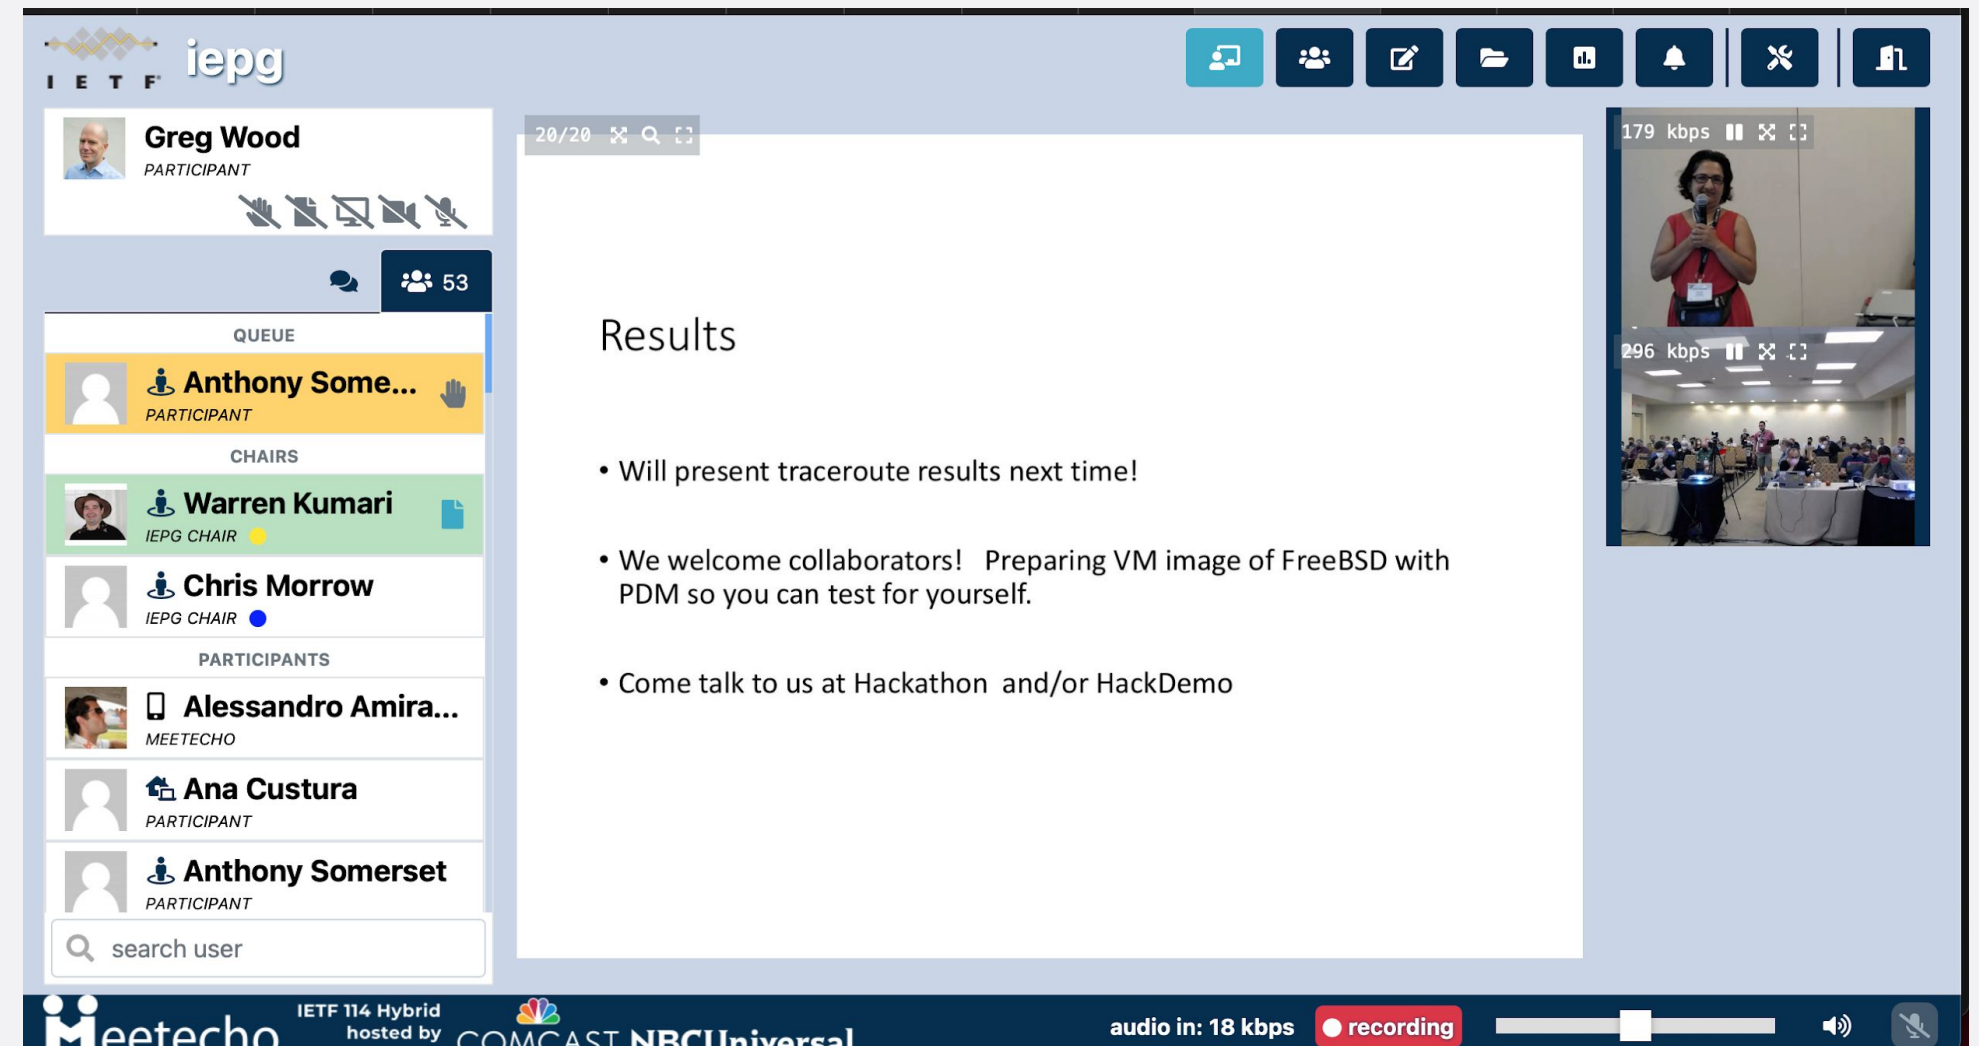 IETF
iepg
Greg Wood
PARTICIPANT
53
QUEUE
Anthony Some...
PARTICIPANT
CHAIRS
Warren Kumari
IEPG CHAIR
Chris Morrow
IEPG CHAIR
PARTICIPANTS
Alessandro Amira...
MEETECHO
Ana Custura
PARTICIPANT
Anthony Somerset
PARTICIPANT
search user
20/20
Results
• Will present traceroute results next time!
• We welcome collaborators! Preparing VM image of FreeBSD with
PDM so you can test for yourself.
• Come talk to us at Hackathon and/or HackDemo
179 kbps
296 kbps
Meetecho
IETF 114 Hybrid
hosted by
COMCAST NBCUniversal
audio in: 18 kbps
recording